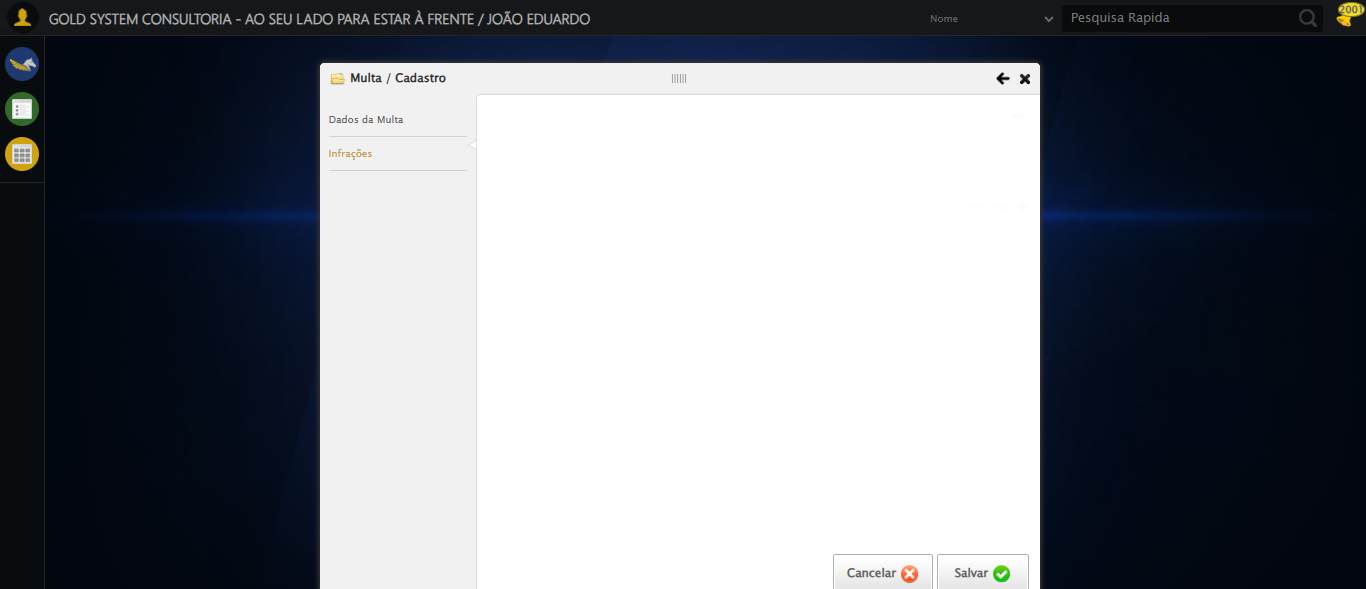 GOLD SYSTEM CONSULTORIA - AO SEU LADO PARA ESTAR À FRENTE / JOÃO EDUARDO
Nome
Pesquisa Rapida
2001
Multa / Cadastro
Dados da Multa
Infrações
Cancelar
Salvar